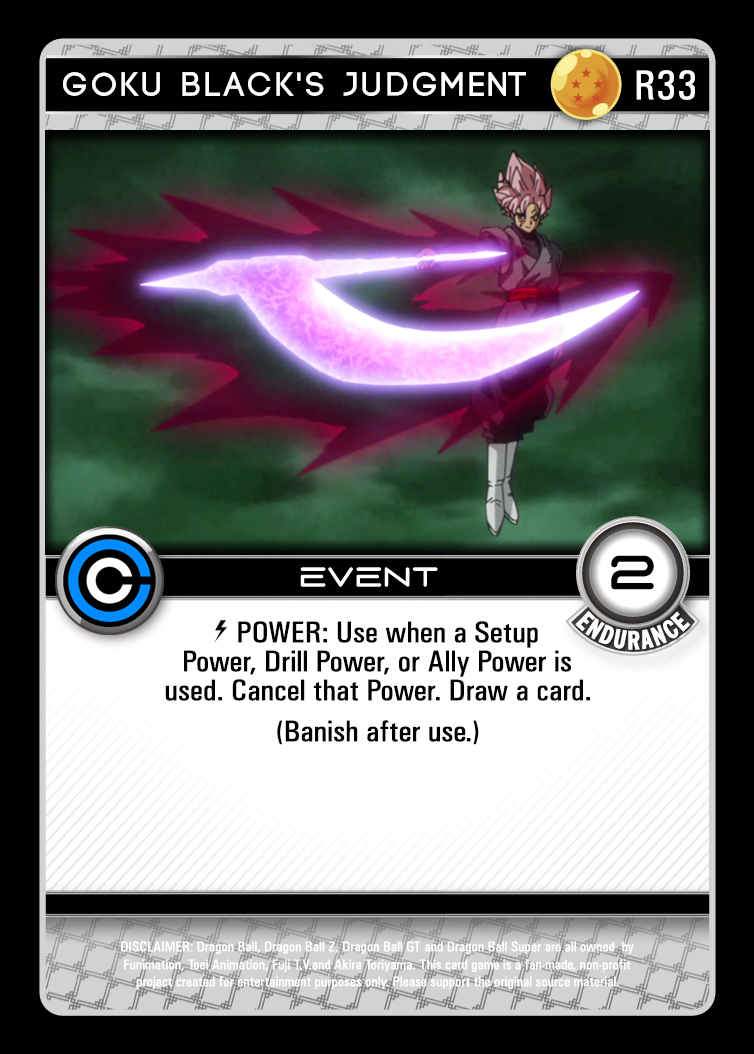 GOKU BLACK'S JUDGMENT
R33
EVENT
2
ENDURANCE
POWER: Use when a Setup
Power, Drill Power, or Ally Power is
used. Cancel that Power. Draw a card.
(Banish after use.)
DISCLAIMER: Dragon Ball, Dragon Ball Z, Dragon Ball GT and Dragon Ball Super are all owned by
Funimation, Toei Animation, Fuji T.V.and Akira Toriyama. This card game is a fan-made, non-profit
project created for entertainment purposes only. Please support the original source material.